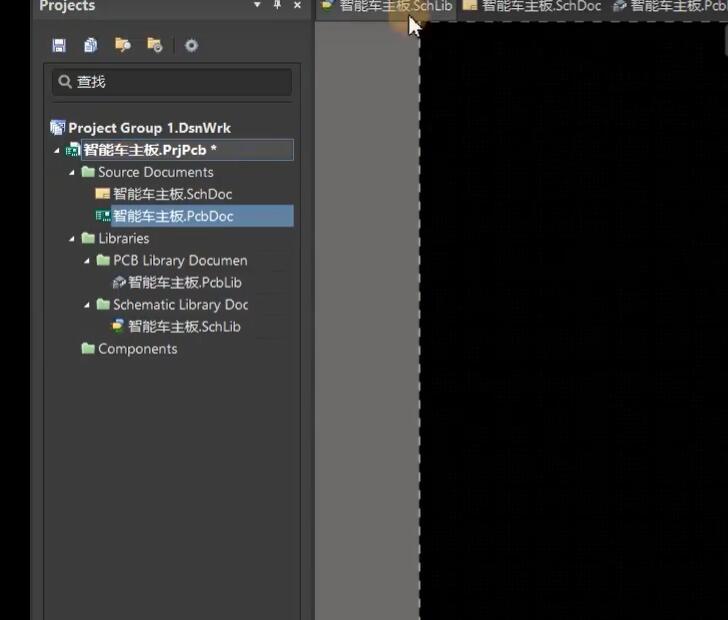 Projects
智能车主板.SchLib
智能车主板.SchDoc
智能车主板.Pcb
查找
Project Group 1.DsnWrk
智能车主板.PrjPcb *
Source Documents
智能车主板.SchDoc
智能车主板.PcbDoc
Libraries
PCB Library Documen
智能车主板.PcbLib
Schematic Library Doc
智能车主板.SchLib
Components